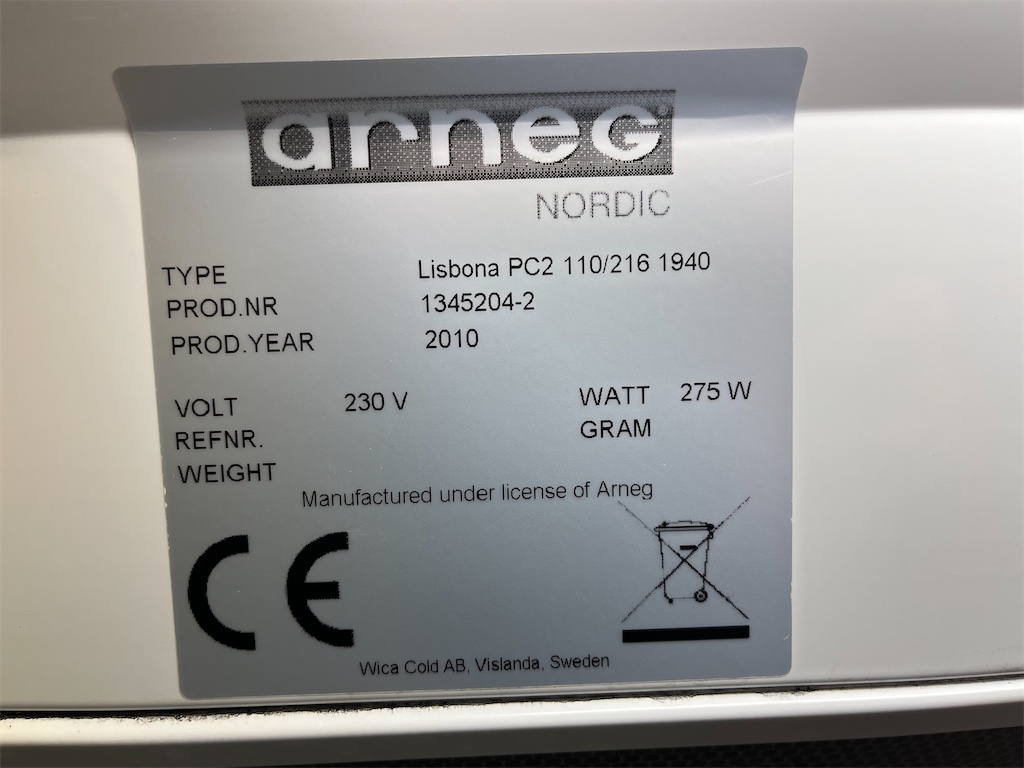 arneG
NORDIC
TYPE Lisbona PC2 110/216 1940
PROD.NR 1345204-2
PROD.YEAR 2010
VOLT 230 V WATT 275 W
REFNR. GRAM
WEIGHT
Manufactured under license of Arneg
CE
Wica Cold AB, Vislanda, Sweden